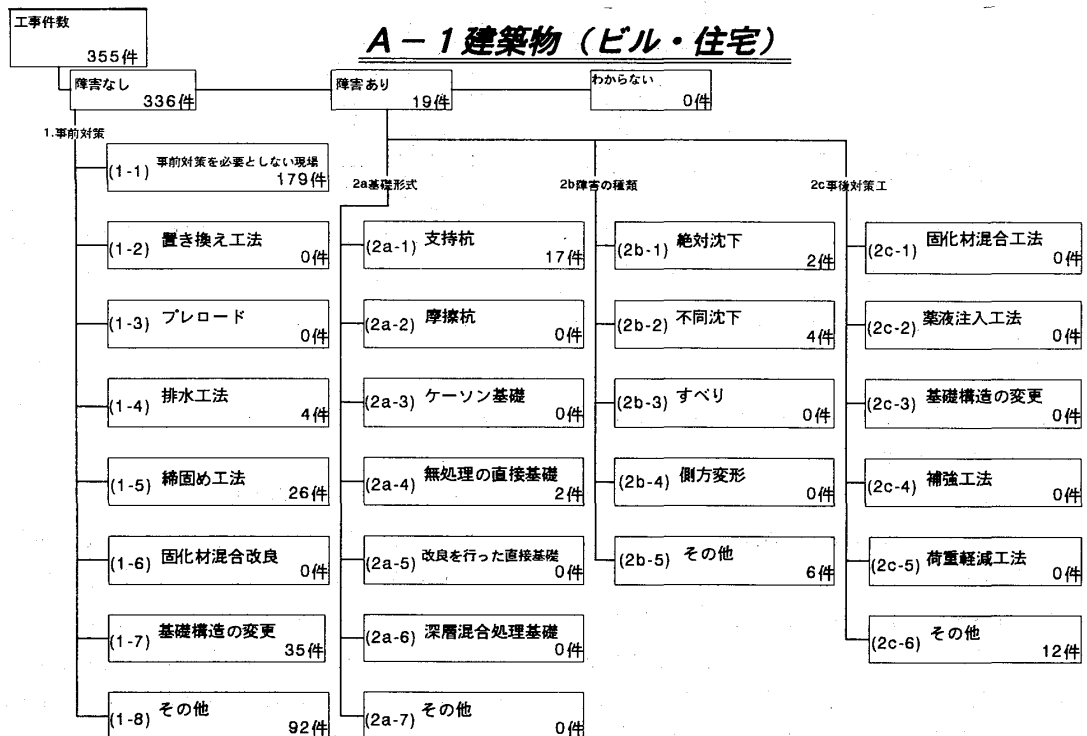 工事件数
355件
A-1建築物（ビル・住宅）
障害なし
336件
障害あり
19件
わからない
0件
1.事前対策
(1-1) 事前対策を必要としない現場
179件
(1-2) 置き換え工法
0件
(1-3) プレロード
0件
(1-4) 排水工法
4件
(1-5) 締固め工法
26件
(1-6) 固化材混合改良
0件
(1-7) 基礎構造の変更
35件
(1-8) その他
92件
2a基礎形式
(2a-1) 支持杭
17件
(2a-2) 摩擦杭
0件
(2a-3) ケーソン基礎
0件
(2a-4) 無処理の直接基礎
2件
(2a-5) 改良を行った直接基礎
0件
(2a-6) 深層混合処理基礎
0件
(2a-7) その他
0件
2b障害の種類
(2b-1) 絶対沈下
2件
(2b-2) 不同沈下
4件
(2b-3) すべり
0件
(2b-4) 側方変形
0件
(2b-5) その他
6件
2c事後対策工
(2c-1) 固化材混合工法
0件
(2c-2) 薬液注入工法
0件
(2c-3) 基礎構造の変更
0件
(2c-4) 補強工法
0件
(2c-5) 荷重軽減工法
0件
(2c-6) その他
12件